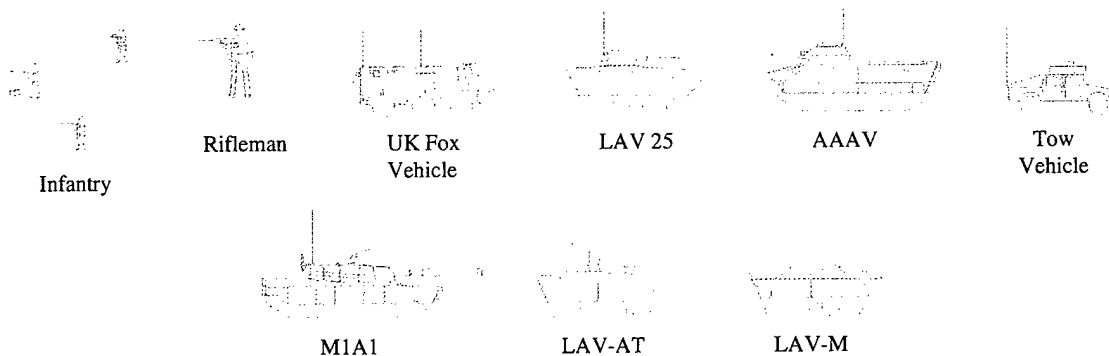 Infantry
Rifleman
UK Fox
Vehicle
LAV 25
AAAV
Tow
Vehicle
M1A1
LAV-AT
LAV-M